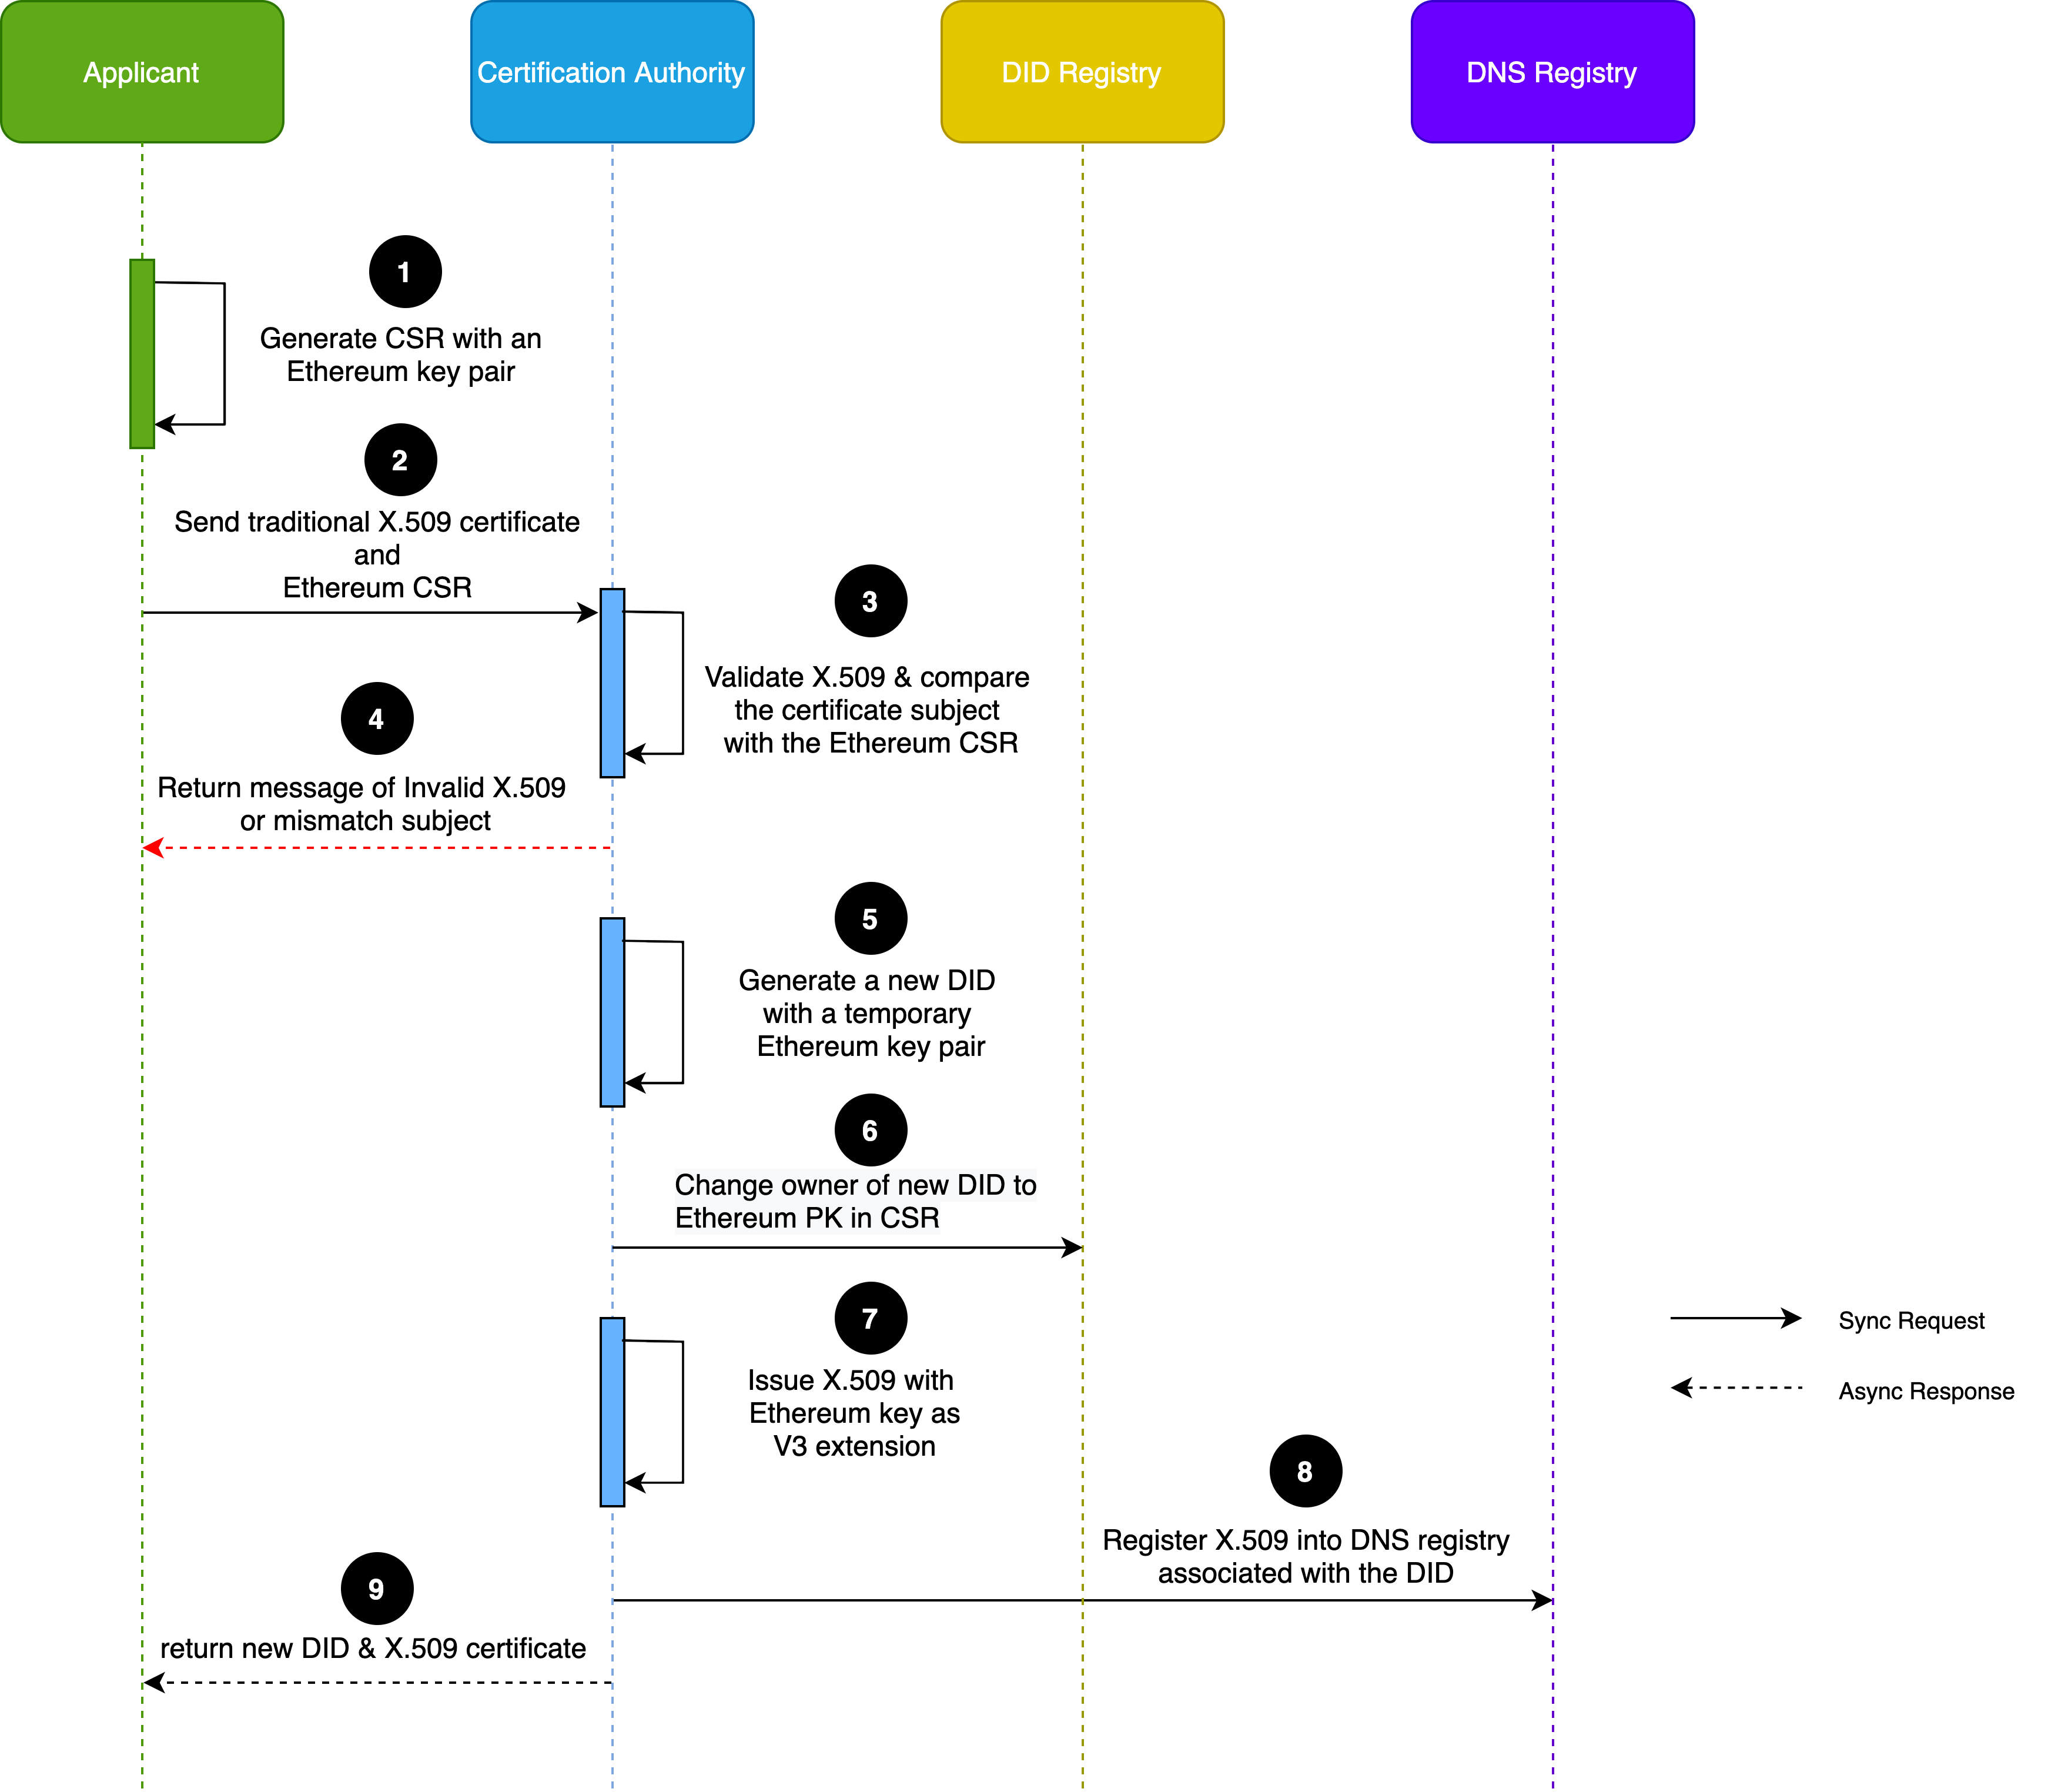 Applicant
Certification Authority
DID Registry
DNS Registry
1
Generate CSR with an
Ethereum key pair
2
Send traditional X.509 certificate
and
Ethereum CSR
3
Validate X.509 & compare
the certificate subject
with the Ethereum CSR
4
Return message of Invalid X.509
or mismatch subject
5
Generate a new DID
with a temporary
Ethereum key pair
6
Change owner of new DID to
Ethereum PK in CSR
7
Issue X.509 with
Ethereum key as
V3 extension
Sync Request
Async Response
8
Register X.509 into DNS registry
associated with the DID
9
return new DID & X.509 certificate